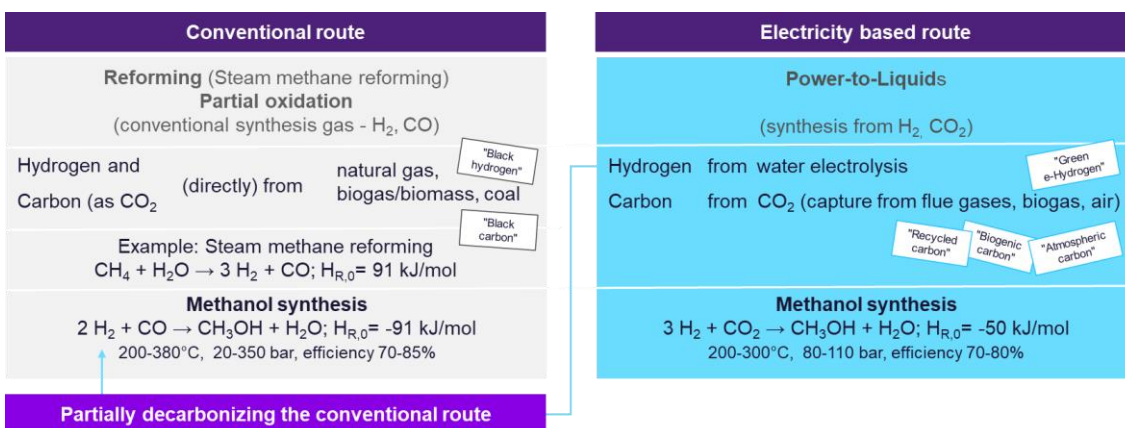 Conventional route
Reforming (Steam methane reforming)
Partial oxidation
(conventional synthesis gas - H₂, CO)
Hydrogen and
Carbon (as CO₂
(directly) from
natural gas,
biogas/biomass, coal
"Black
hydrogen"
"Black
carbon"
Example: Steam methane reforming
CH₄ + H₂O → 3 H₂ + CO; H_R,0= 91 kJ/mol
Methanol synthesis
2 H₂ + CO → CH₃OH + H₂O; H_R,0= -91 kJ/mol
200-380°C, 20-350 bar, efficiency 70-85%
Partially decarbonizing the conventional route
Electricity based route
Power-to-Liquids
(synthesis from H₂, CO₂)
Hydrogen from water electrolysis
"Green
e-Hydrogen"
Carbon from CO₂ (capture from flue gases, biogas, air)
"Recycled
carbon"
"Biogenic
carbon"
"Atmospheric
carbon"
Methanol synthesis
3 H₂ + CO₂ → CH₃OH + H₂O; H_R,0= -50 kJ/mol
200-300°C, 80-110 bar, efficiency 70-80%